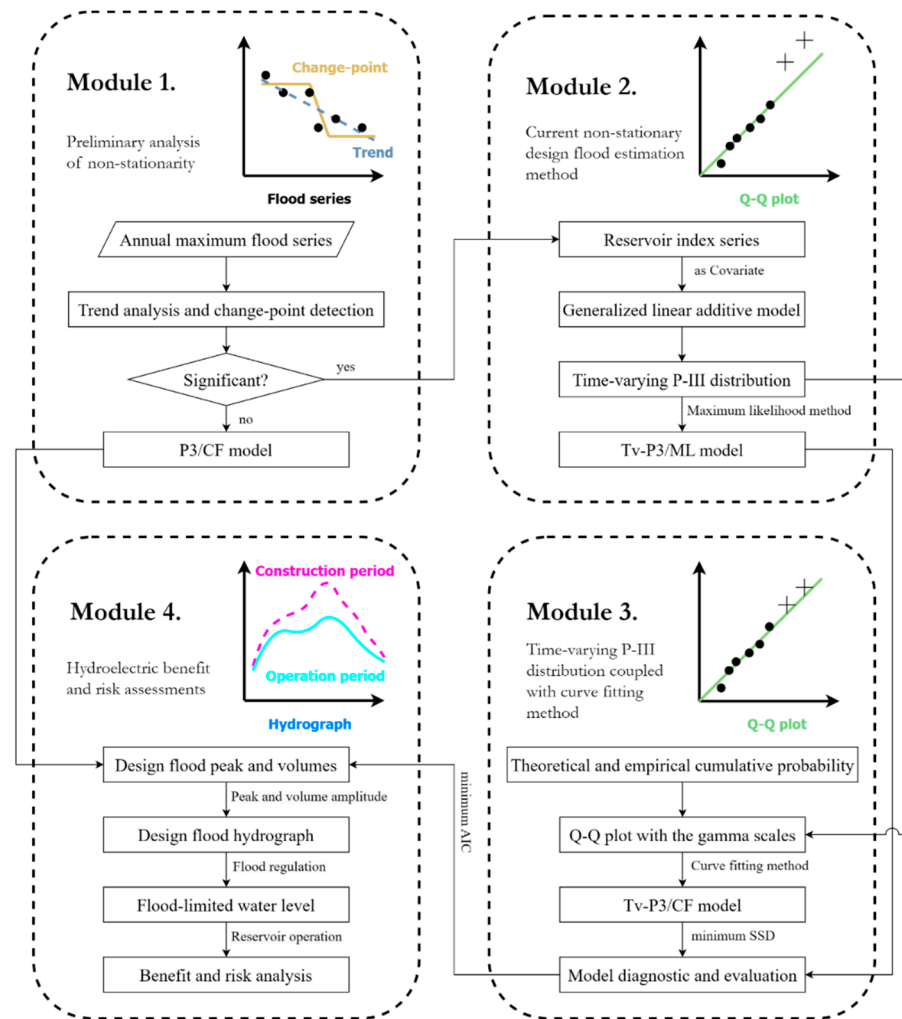 Module 1.
Preliminary analysis
of non-stationarity
Change-point
Trend
Flood series
Annual maximum flood series
Trend analysis and change-point detection
Significant?
yes
no
P3/CF model
Module 2.
Current non-stationary
design flood estimation
method
Q-Q plot
Reservoir index series
as Covariate
Generalized linear additive model
Time-varying P-III distribution
Maximum likelihood method
Tv-P3/ML model
Module 4.
Hydroelectric benefit
and risk assessments
Construction period
Operation period
Hydrograph
Design flood peak and volumes
Peak and volume amplitude
Design flood hydrograph
Flood regulation
Flood-limited water level
Reservoir operation
Benefit and risk analysis
minimum AIC
Module 3.
Time-varying P-III
distribution coupled
with curve fitting
method
Q-Q plot
Theoretical and empirical cumulative probability
Q-Q plot with the gamma scales
Curve fitting method
Tv-P3/CF model
minimum SSD
Model diagnostic and evaluation